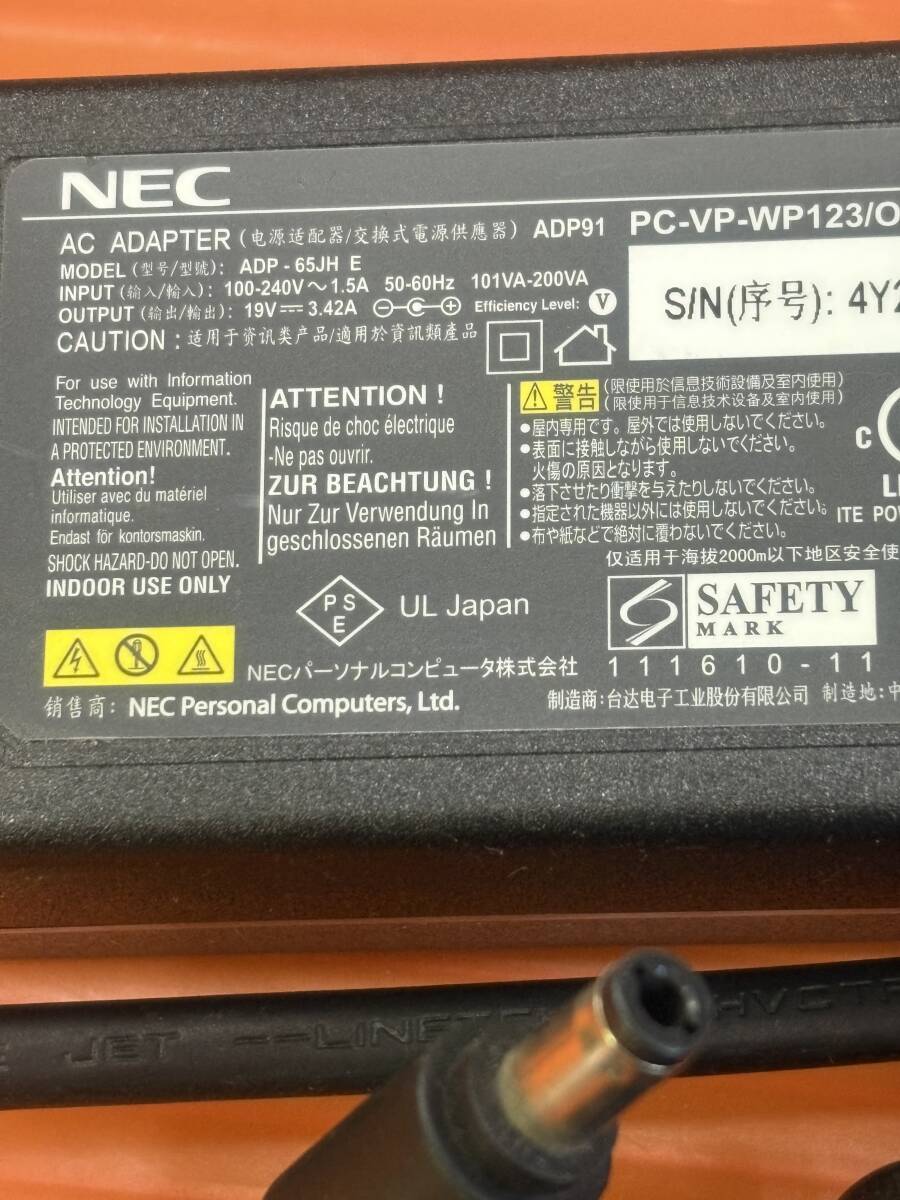 NEC
AC ADAPTER (电源适配器/交換式電源供應器) ADP91 PC-VP-WP123/O
MODEL (型号/型號): ADP-65JH E
INPUT (输入/輸入): 100-240V～1.5A 50-60Hz 101VA-200VA
OUTPUT (输出/輸出): 19V⎓3.42A Efficiency Level: V
S/N(序号): 4Y2
CAUTION : 适用于资讯类产品/適用於資訊類產品
For use with Information
Technology Equipment.
INTENDED FOR INSTALLATION IN
A PROTECTED ENVIRONMENT.
Attention!
Utiliser avec du matériel
informatique.
Endast för kontorsmaskin.
SHOCK HAZARD-DO NOT OPEN.
INDOOR USE ONLY
ATTENTION !
Risque de choc électrique
-Ne pas ouvrir.
ZUR BEACHTUNG !
Nur Zur Verwendung In
geschlossenen Räumen
警告 (限使用於信息技術設備及室内使用)
(限使用于信息技术设备及室内使用)
●屋内専用です。屋外では使用しないでください。
●表面に接触しながら使用しないでください。
火傷の原因となります。
●落下させたり衝撃を与えたりしないでください。
●指定された機器以外には使用しないでください。
●布や紙などで絶対に覆わないでください。
C
ITE PO
仅适用于海拔2000m以下地区安全使
PSE UL Japan
SAFETY
MARK
NECパーソナルコンピュータ株式会社
111610-11
销售商: NEC Personal Computers, Ltd.
制造商:台达电子工业股份有限公司 制造地:中
E JET --LINET
HVCTF